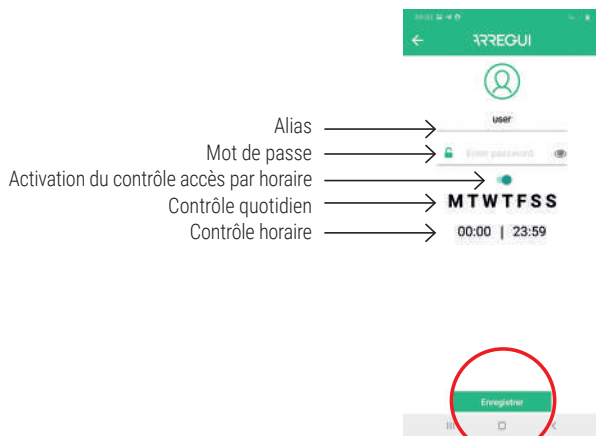 ARREGUI
user
Alias
Mot de passe
Enter password
Activation du contrôle accès par horaire
Contrôle quotidien
M T W T F S S
Contrôle horaire
00:00 | 23:59
Enregistrer